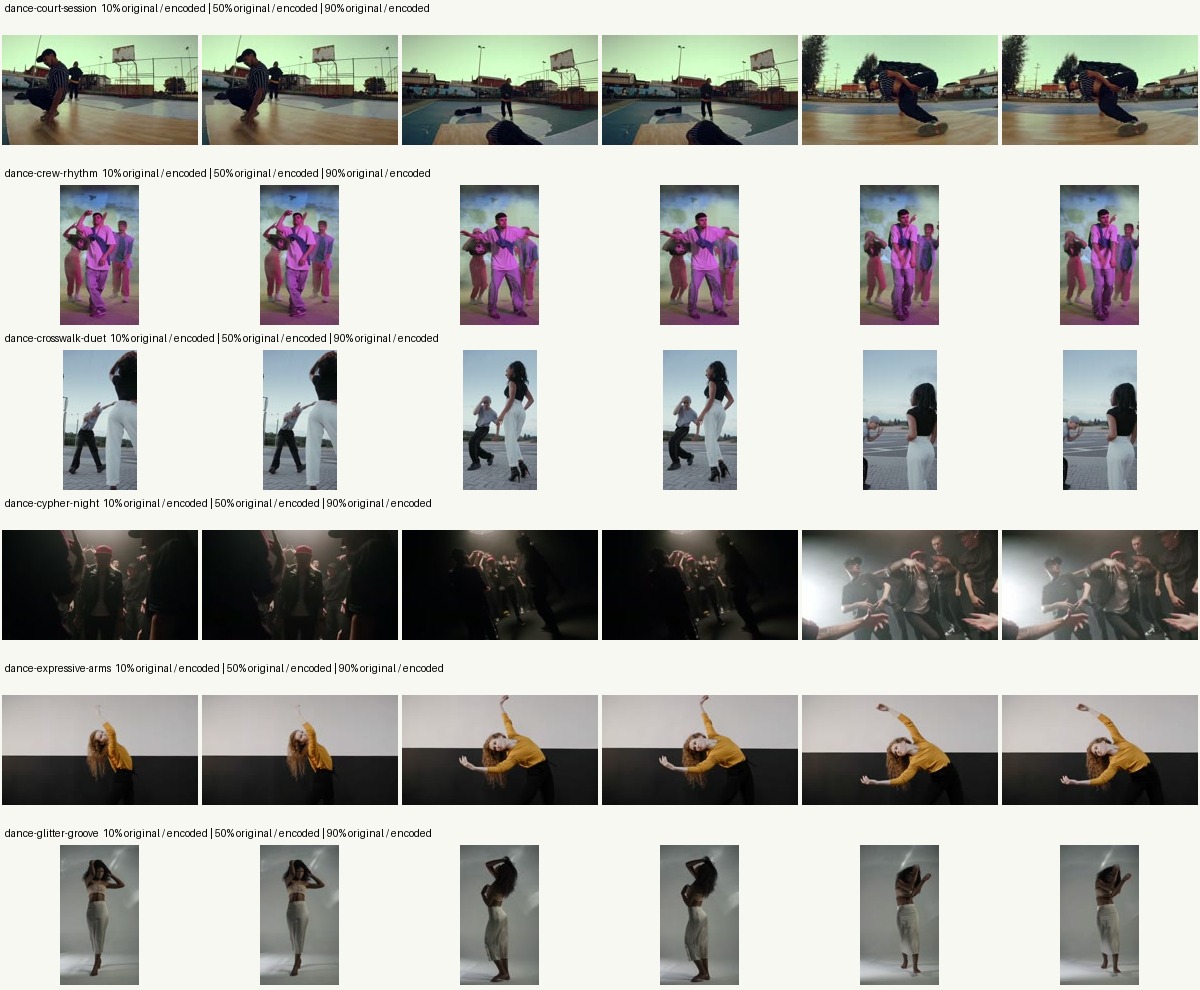 dance-court-session 10% original / encoded | 50% original / encoded | 90% original / encoded
dance-crew-rhythm 10% original / encoded | 50% original / encoded | 90% original / encoded
dance-crosswalk-duet 10% original / encoded | 50% original / encoded | 90% original / encoded
dance-cypher-night 10% original / encoded | 50% original / encoded | 90% original / encoded
dance-expressive-arms 10% original / encoded | 50% original / encoded | 90% original / encoded
dance-glitter-groove 10% original / encoded | 50% original / encoded | 90% original / encoded